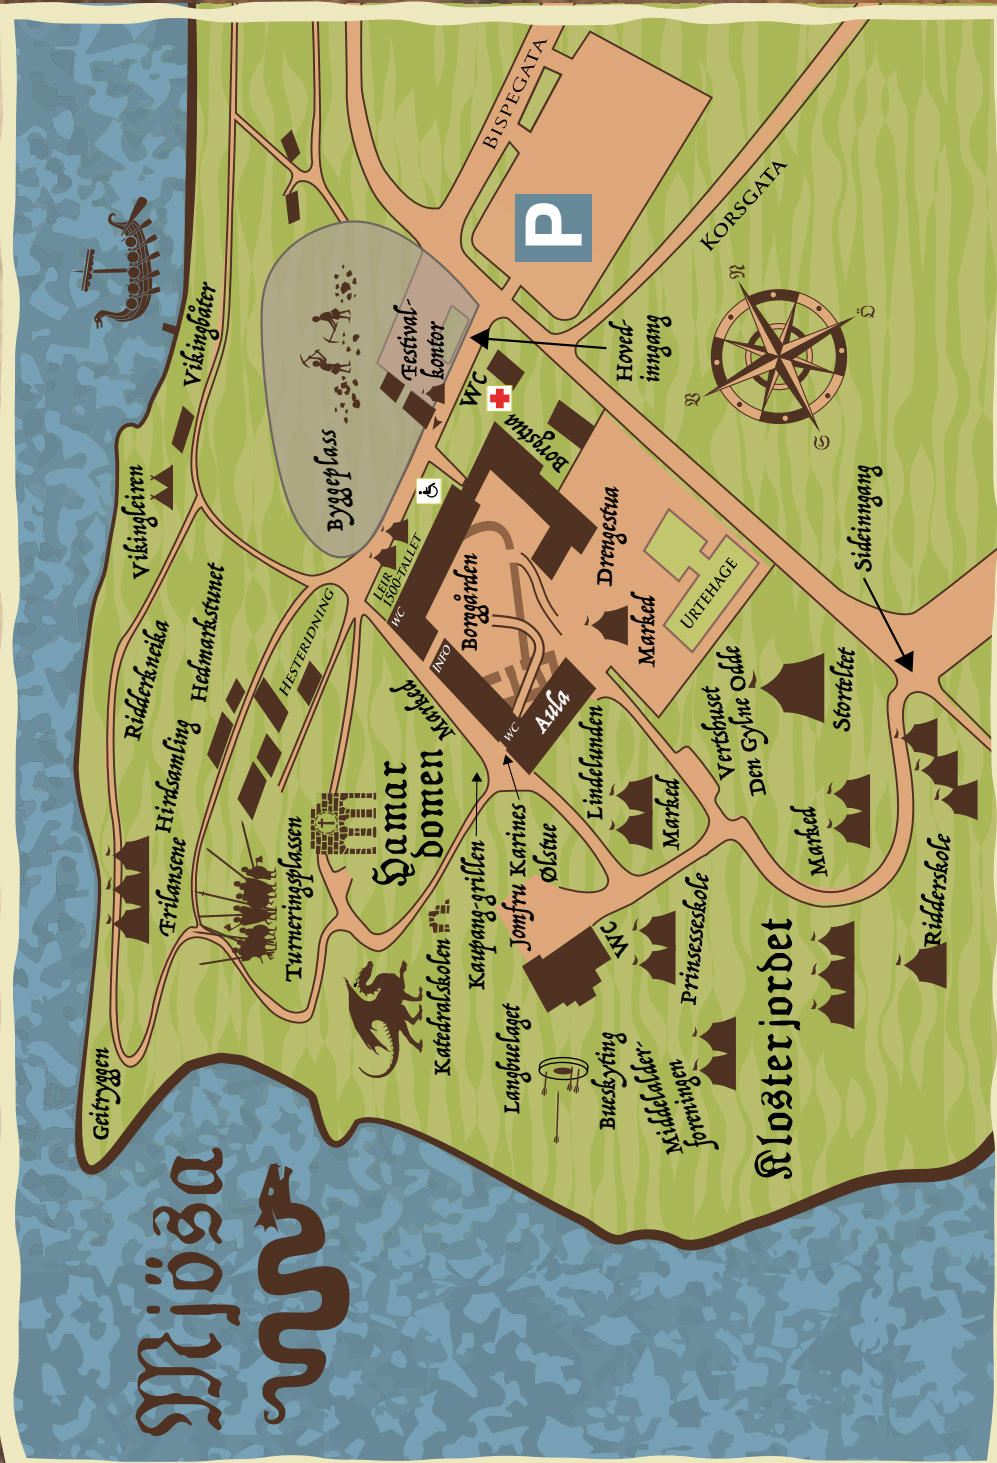 Mjösa
Geitryggen
Frilansene
Hirdsamling
Ridderkneika
Hedmarkstunet
Vikingleiren
Vikingbåter
HESTERIDNING
Turneringsplassen
Byggeplass
Festival-
kontor
BISPEGATA
P
KORSGATA
Hoved-
inngang
WC
Borgstua
LEIR
1500-TALLET
WC
INFO
Borggården
WC
Aula
Marked
Hamar
Domen
Katedralskolen
Kaupang-grillen
Jomfru Karines
Ølstue
Langbuelaget
WC
Lindelunden
Marked
Drengestua
Marked
URTEHAGE
Bueskyting
Middelalder-
foreningen
Prinsesseskole
Vertshuset
Den Gylne Odde
Storteltet
Sideinngang
Marked
Klosterjordet
Ridderskole
N
Ö
S